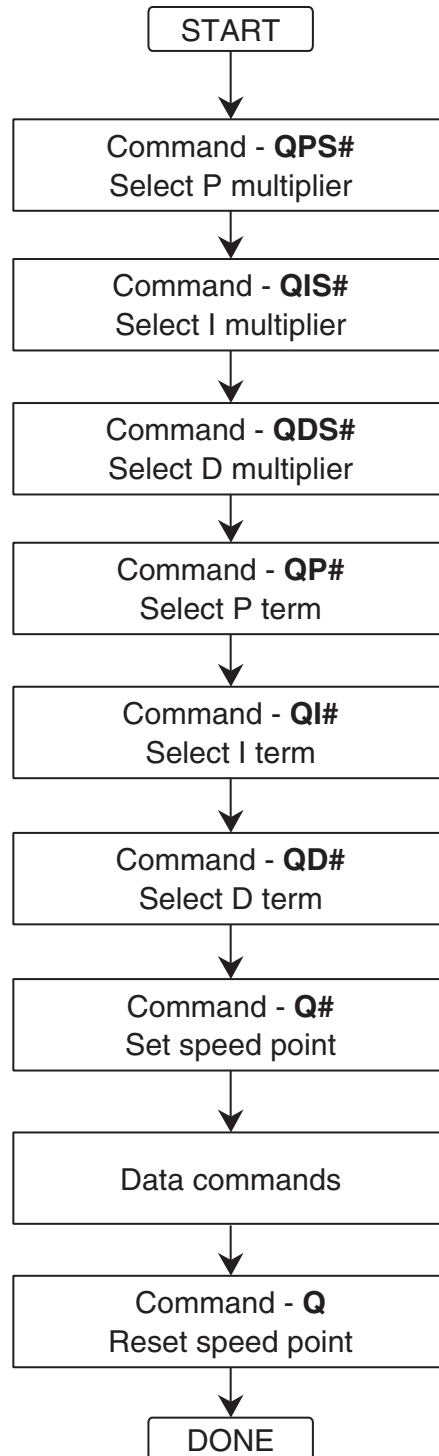 START
Command - QPS#
Select P multiplier
Command - QIS#
Select I multiplier
Command - QDS#
Select D multiplier
Command - QP#
Select P term
Command - QI#
Select I term
Command - QD#
Select D term
Command - Q#
Set speed point
Data commands
Command - Q
Reset speed point
DONE